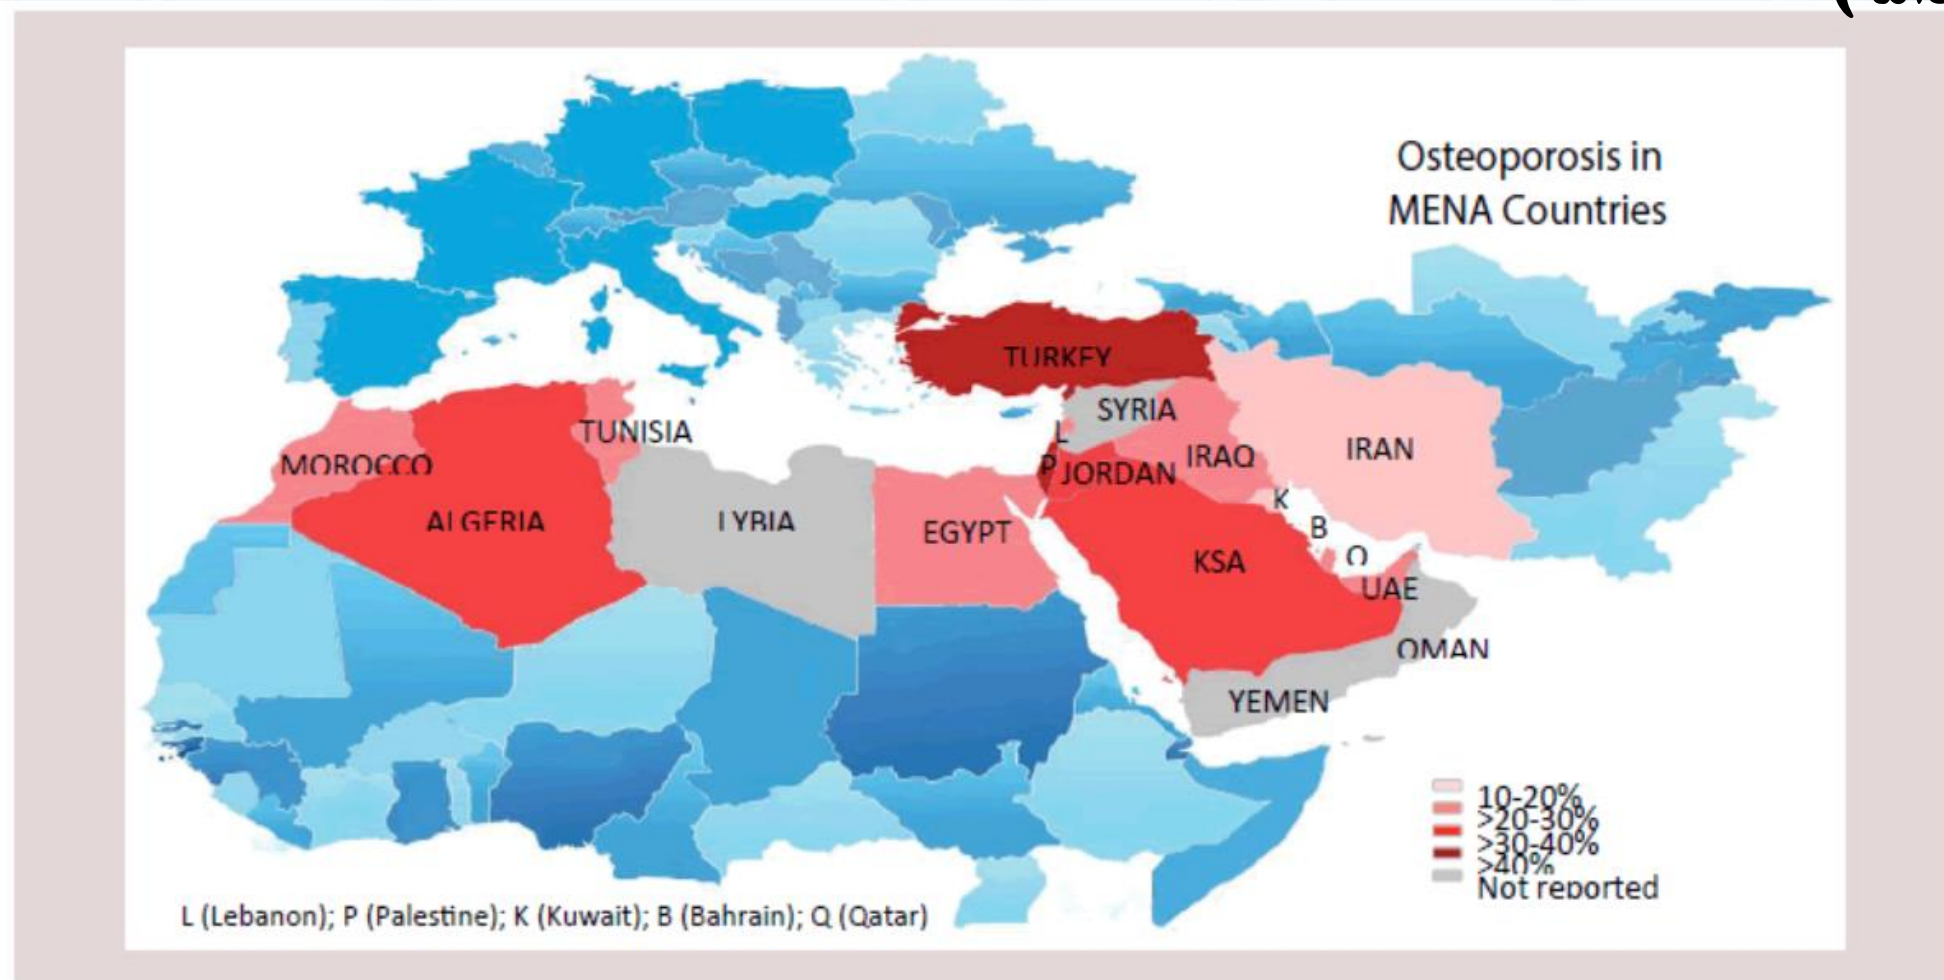 Osteoporosis in
MENA Countries
TURKEY
SYRIA
L
TUNISIA
MOROCCO
P
JORDAN
IRAQ
IRAN
K
ALGERIA
LYBIA
EGYPT
B
Q
KSA
UAE
OMAN
YEMEN
10-20%
>20-30%
>30-40%
>40%
Not reported
L (Lebanon); P (Palestine); K (Kuwait); B (Bahrain); Q (Qatar)